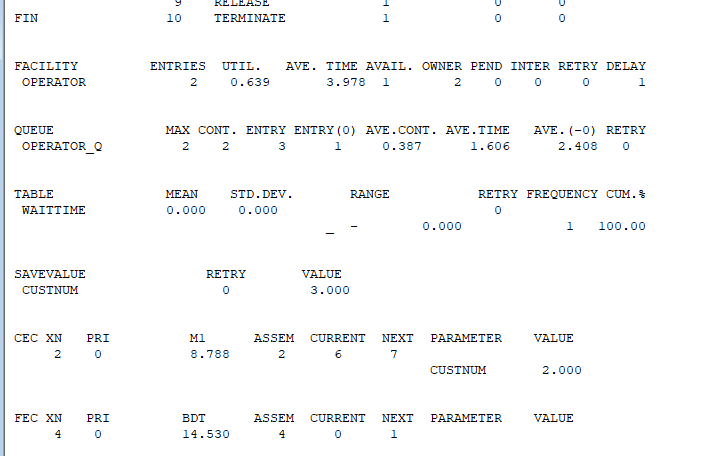 9 RELEASE 1 0 0
FIN 10 TERMINATE 1 0 0
FACILITY ENTRIES UTIL. AVE. TIME AVAIL. OWNER PEND INTER RETRY DELAY
OPERATOR 2 0.639 3.978 1 2 0 0 0 1
QUEUE MAX CONT. ENTRY ENTRY(0) AVE.CONT. AVE.TIME AVE.(-0) RETRY
OPERATOR_Q 2 2 3 1 0.387 1.606 2.408 0
TABLE MEAN STD.DEV. RANGE RETRY FREQUENCY CUM.%
WAITTIME 0.000 0.000 0
_ - 0.000 1 100.00
SAVEVALUE RETRY VALUE
CUSTNUM 0 3.000
CEC XN PRI M1 ASSEM CURRENT NEXT PARAMETER VALUE
2 0 8.788 2 6 7
CUSTNUM 2.000
FEC XN PRI BDT ASSEM CURRENT NEXT PARAMETER VALUE
4 0 14.530 4 0 1